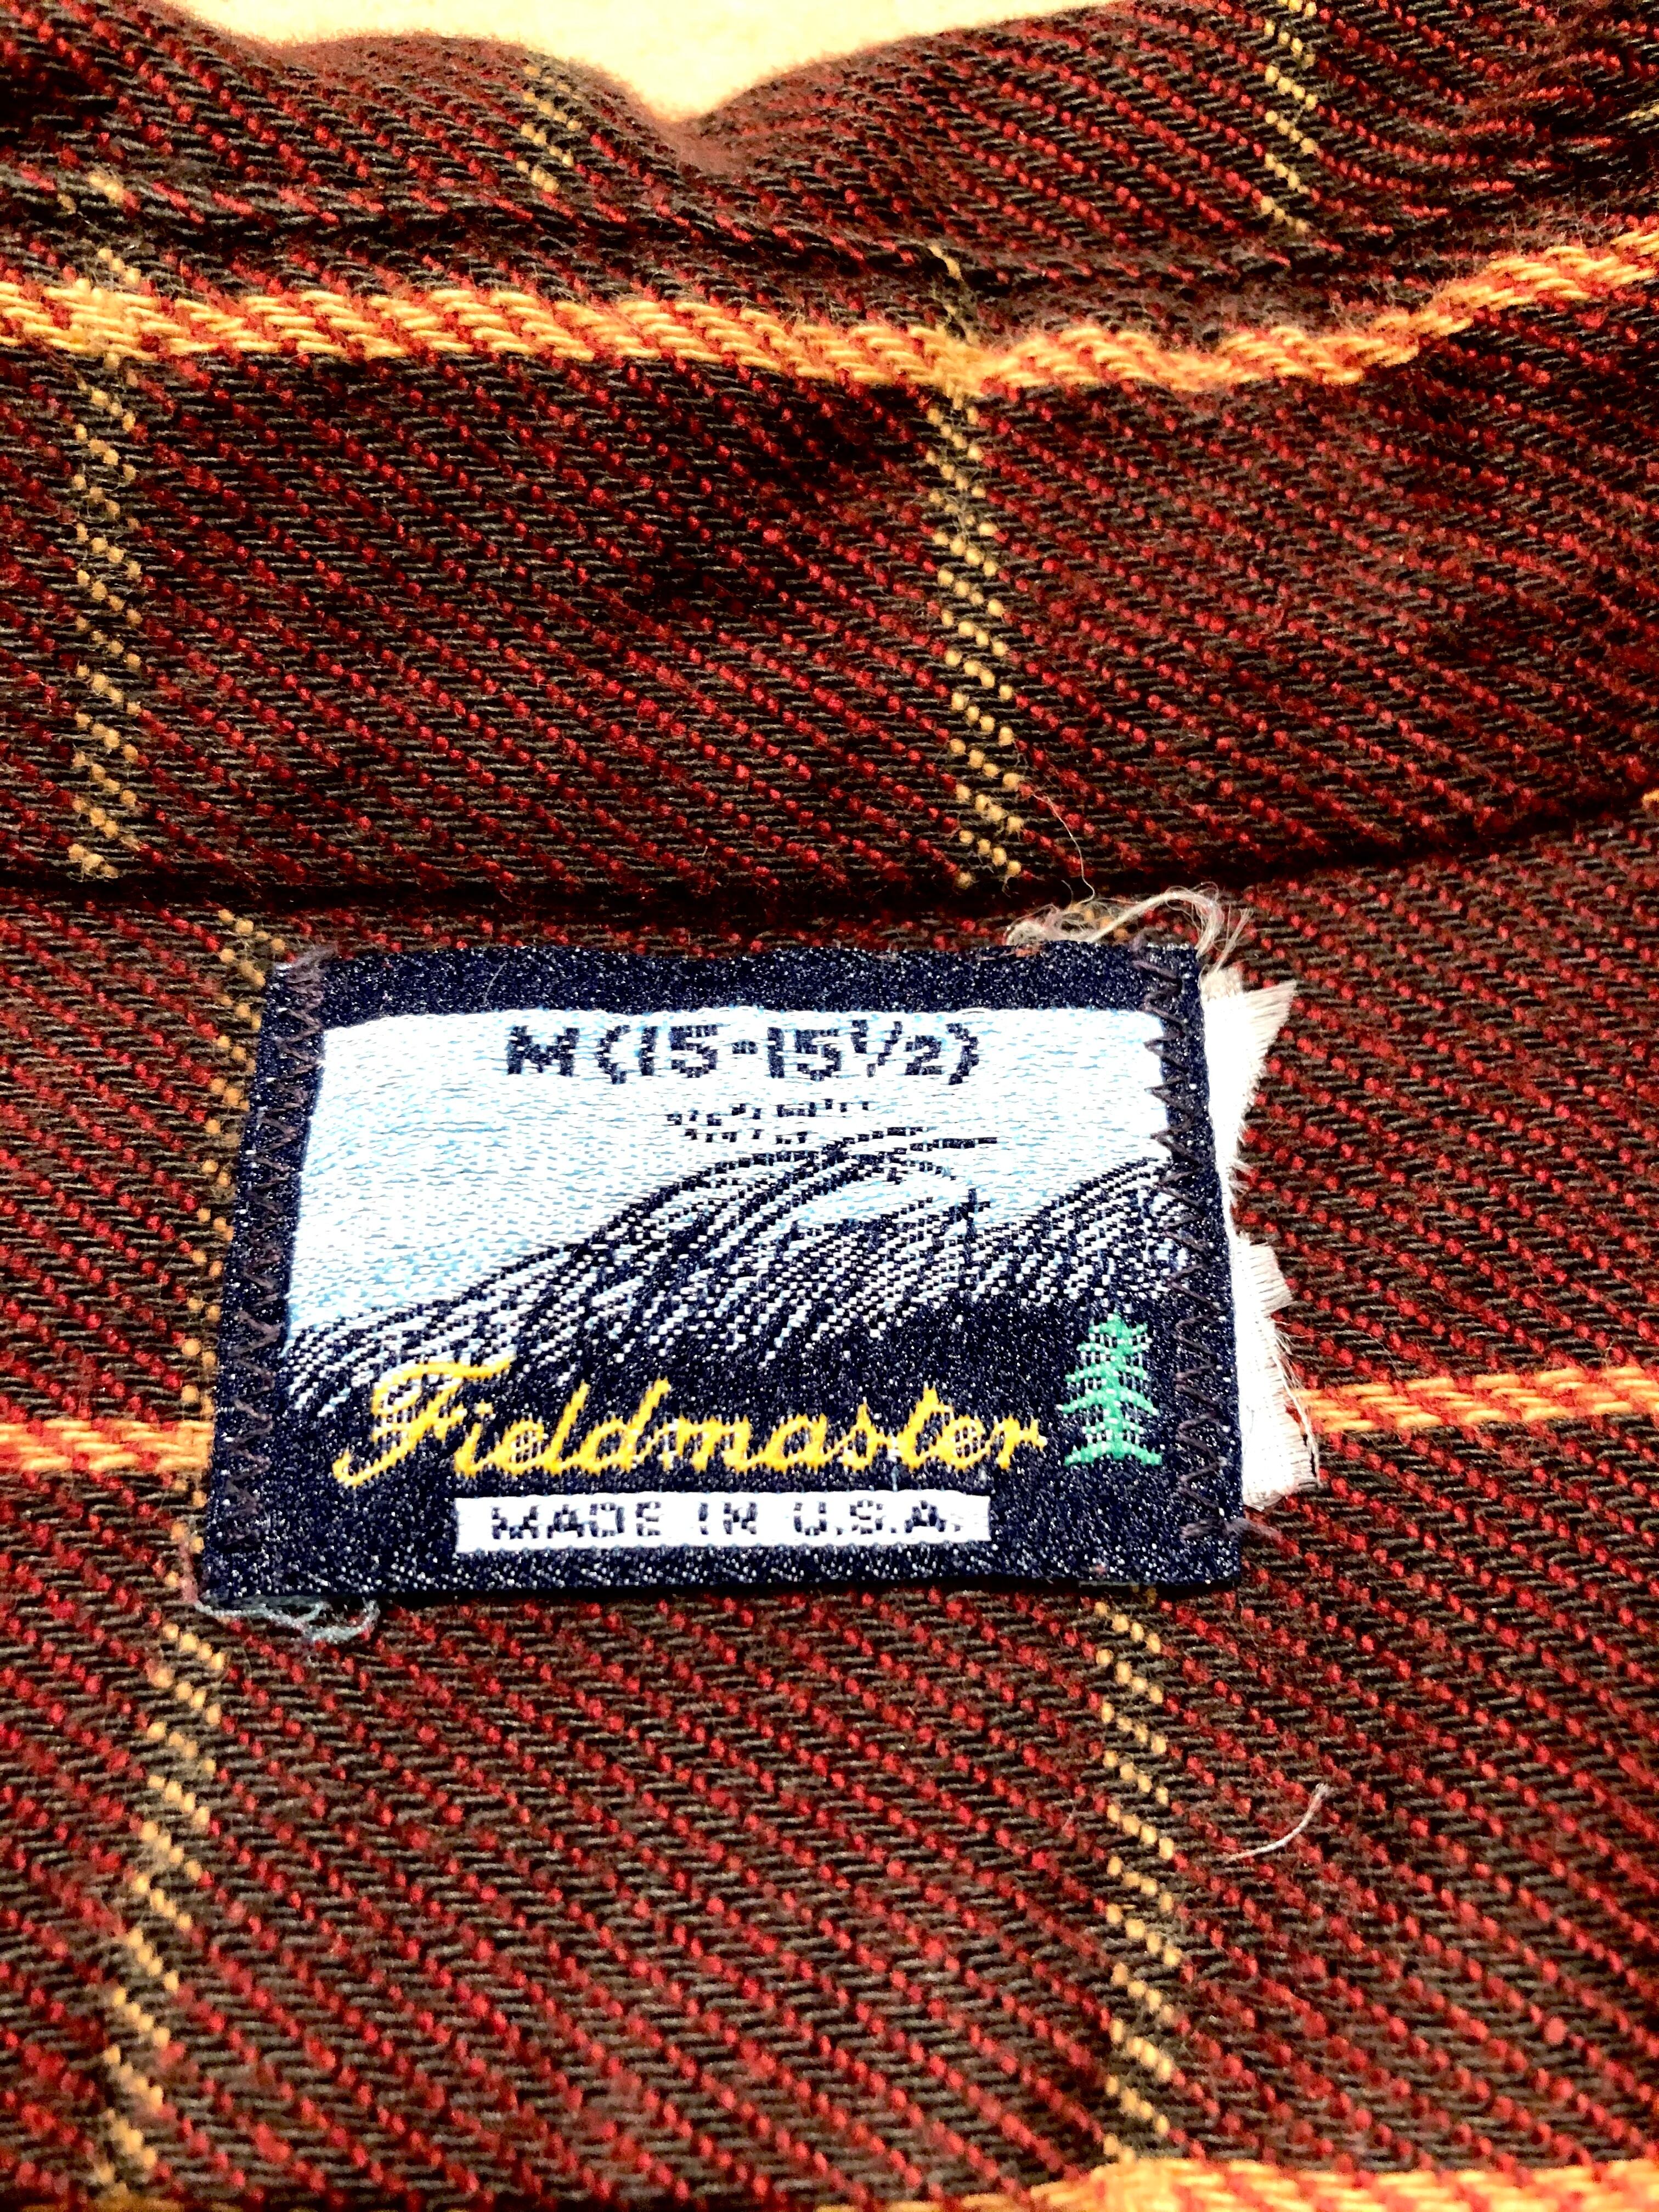 M (15-15½)
Fieldmaster
MADE IN U.S.A.